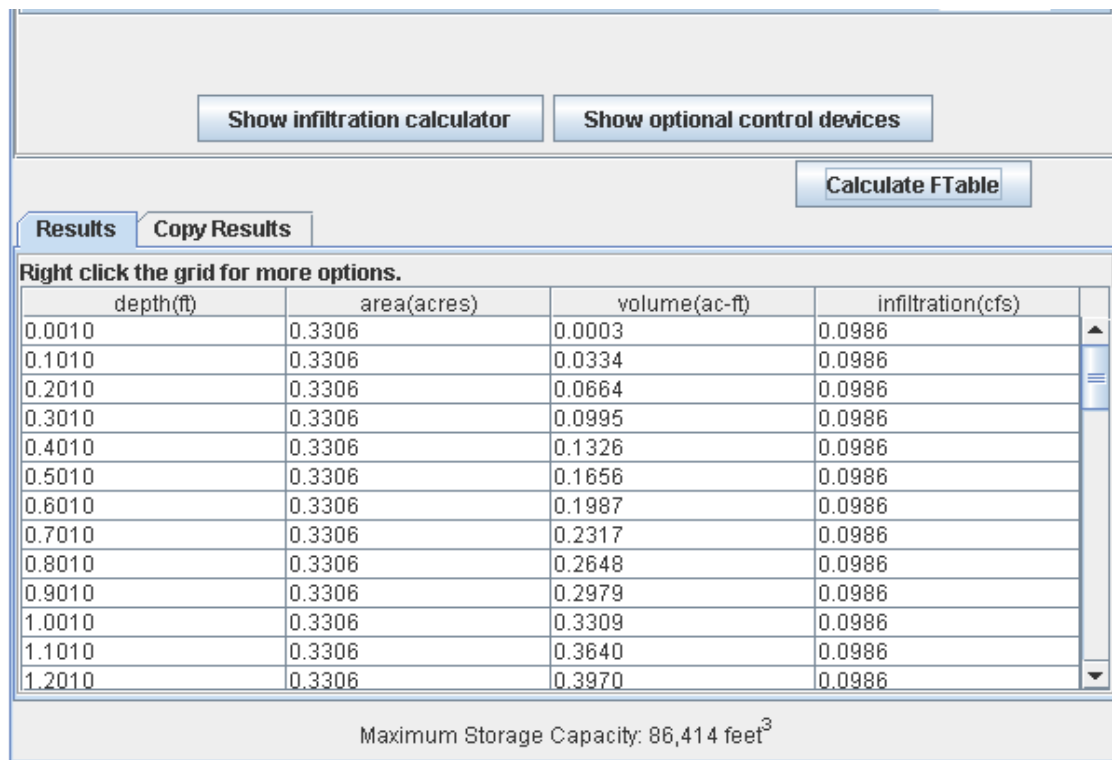 Show infiltration calculator Show optional control devices
Calculate FTable
Results Copy Results
Right click the grid for more options.
depth(ft) area(acres) volume(ac-ft) infiltration(cfs)
0.0010 0.3306 0.0003 0.0986
0.1010 0.3306 0.0334 0.0986
0.2010 0.3306 0.0664 0.0986
0.3010 0.3306 0.0995 0.0986
0.4010 0.3306 0.1326 0.0986
0.5010 0.3306 0.1656 0.0986
0.6010 0.3306 0.1987 0.0986
0.7010 0.3306 0.2317 0.0986
0.8010 0.3306 0.2648 0.0986
0.9010 0.3306 0.2979 0.0986
1.0010 0.3306 0.3309 0.0986
1.1010 0.3306 0.3640 0.0986
1.2010 0.3306 0.3970 0.0986
Maximum Storage Capacity: 86,414 feet³